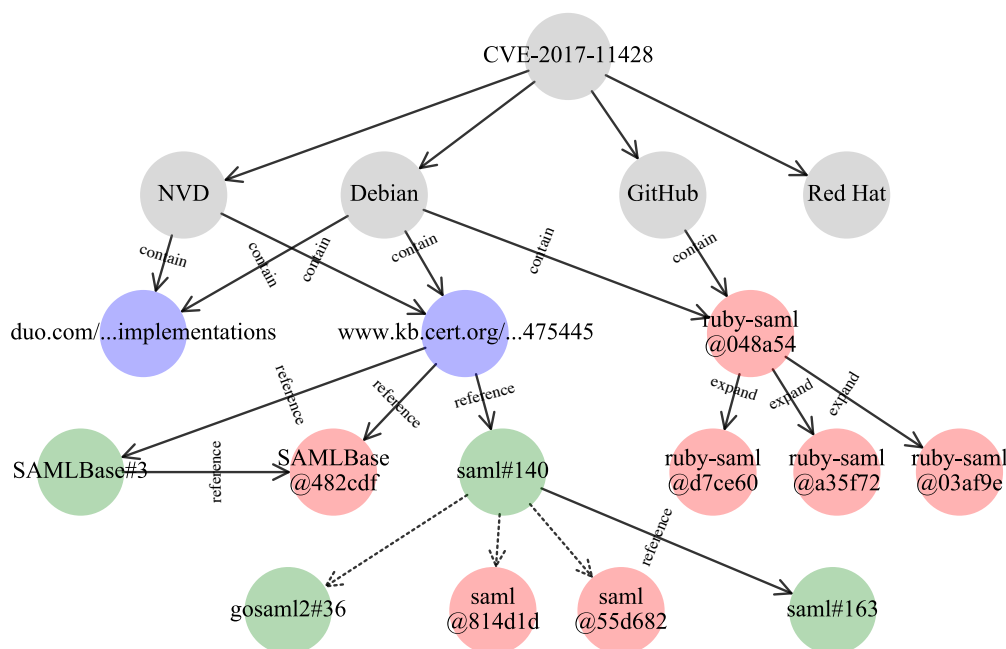 CVE-2017-11428
NVD
Debian
GitHub
Red Hat
contain
contain
contain
contain
contain
contain
duo.com/...implementations
www.kb.cert.org/...475445
ruby-saml
@048a54
reference
reference
reference
expand
expand
expand
SAMLBase#3
reference
SAMLBase
@482cdf
saml#140
ruby-saml
@d7ce60
ruby-saml
@a35f72
ruby-saml
@03af9e
reference
gosaml2#36
saml
@814d1d
saml
@55d682
saml#163